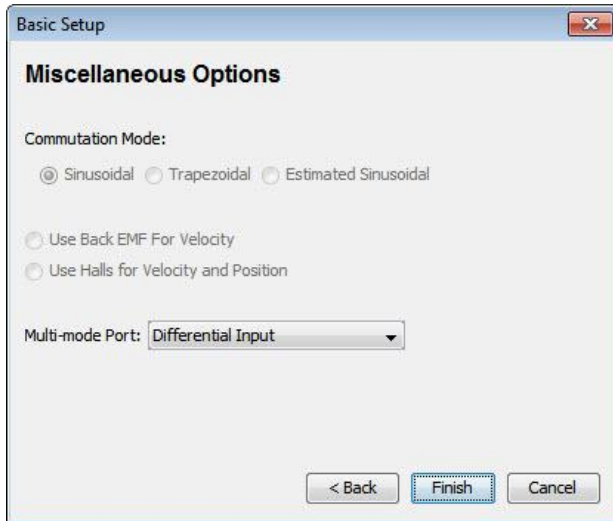 Basic Setup
Miscellaneous Options
Commutation Mode:
Sinusoidal Trapezoidal Estimated Sinusoidal
Use Back EMF For Velocity
Use Halls for Velocity and Position
Multi-mode Port: Differential Input
< Back Finish Cancel